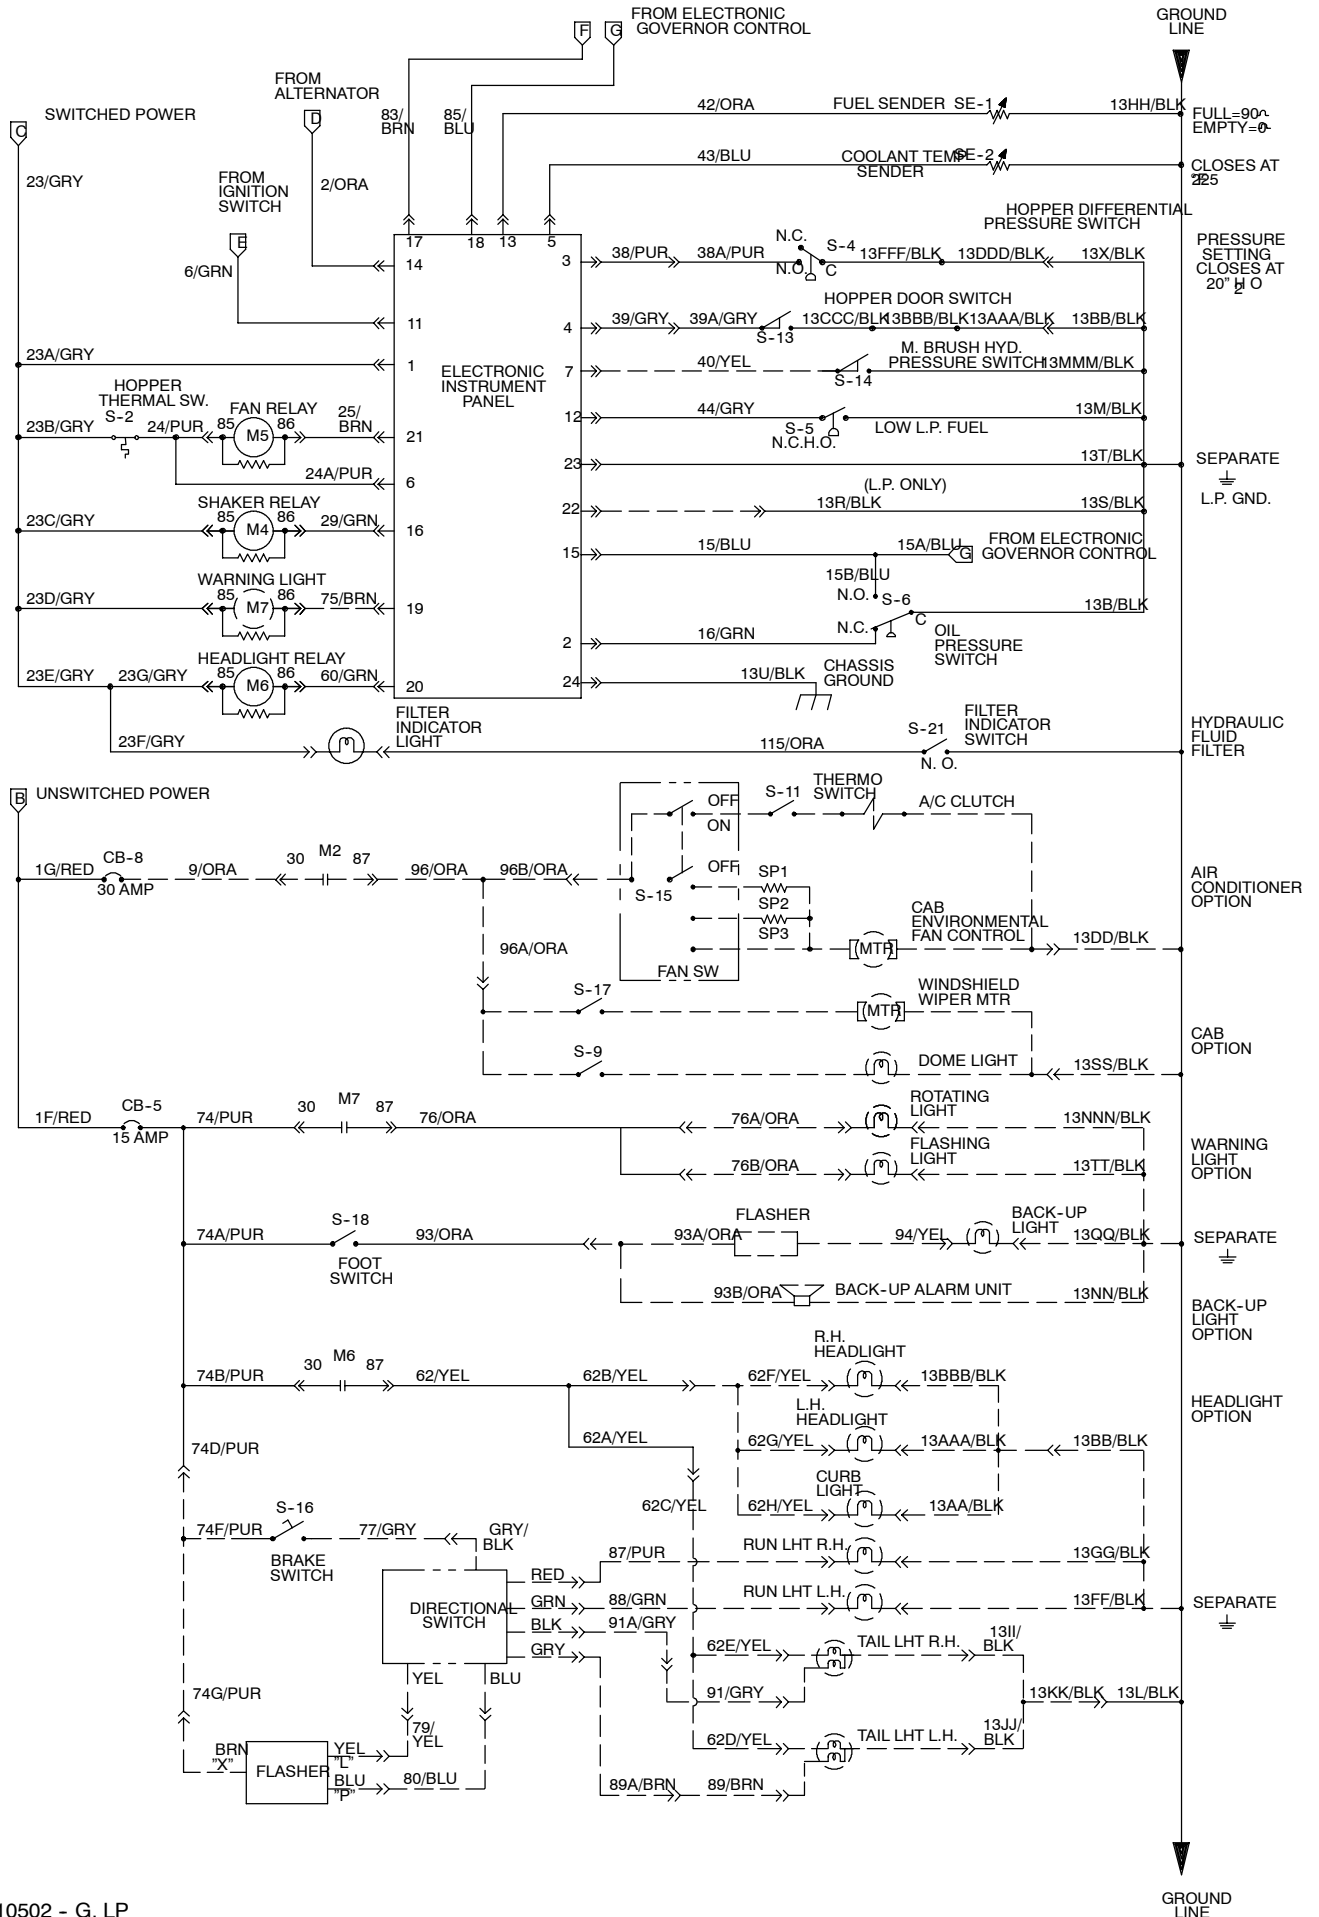 FROM ELECTRONIC
GOVERNOR CONTROL
F
G
GROUND
LINE
FROM
ALTERNATOR
D
SWITCHED POWER
C
83/
BRN
85/
BLU
42/ORA
FUEL SENDER SE-1
13HH/BLK
FULL=90
EMPTY=0
43/BLU
COOLANT TEMP
SENDER
SE-2
CLOSES AT
225
23/GRY
FROM
IGNITION
SWITCH
E
2/ORA
6/GRN
17
18
13
5
14
11
1
21
6
16
19
20
ELECTRONIC
INSTRUMENT
PANEL
3
4
7
12
23
22
15
2
24
HOPPER DIFFERENTIAL
PRESSURE SWITCH
38/PUR
38A/PUR
N.C.
N.O.
S-4
C
13FFF/BLK
13DDD/BLK
13X/BLK
PRESSURE
SETTING
CLOSES AT
20" H O
2
HOPPER DOOR SWITCH
39/GRY
39A/GRY
S-13
13CCC/BLK
13BBB/BLK
13AAA/BLK
13BB/BLK
M. BRUSH HYD.
PRESSURE SWITCH
40/YEL
S-14
13MMM/BLK
44/GRY
S-5
N.C.H.O.
LOW L.P. FUEL
13M/BLK
13T/BLK
SEPARATE
L.P. GND.
(L.P. ONLY)
13R/BLK
13S/BLK
15/BLU
15A/BLU
G
FROM ELECTRONIC
GOVERNOR CONTROL
15B/BLU
N.O.
S-6
C
13B/BLK
N.C.
16/GRN
OIL
PRESSURE
SWITCH
13U/BLK
CHASSIS
GROUND
23A/GRY
HOPPER
THERMAL SW.
S-2
23B/GRY
24/PUR
FAN RELAY
85
M5
86
25/
BRN
24A/PUR
SHAKER RELAY
23C/GRY
85
M4
86
29/GRN
WARNING LIGHT
23D/GRY
85
M7
86
75/BRN
HEADLIGHT RELAY
23E/GRY
23G/GRY
85
M6
86
60/GRN
FILTER
INDICATOR
LIGHT
23F/GRY
115/ORA
S-21
N. O.
FILTER
INDICATOR
SWITCH
HYDRAULIC
FLUID
FILTER
B
UNSWITCHED POWER
1G/RED
CB-8
30 AMP
9/ORA
30
M2
87
96/ORA
96B/ORA
S-15
OFF
ON
OFF
S-11
THERMO
SWITCH
A/C CLUTCH
SP1
SP2
SP3
FAN SW
MTR
CAB
ENVIRONMENTAL
FAN CONTROL
13DD/BLK
AIR
CONDITIONER
OPTION
96A/ORA
S-17
MTR
WINDSHIELD
WIPER MTR
S-9
DOME LIGHT
13SS/BLK
CAB
OPTION
1F/RED
CB-5
15 AMP
74/PUR
30
M7
87
76/ORA
76A/ORA
ROTATING
LIGHT
13NNN/BLK
76B/ORA
FLASHING
LIGHT
13TT/BLK
WARNING
LIGHT
OPTION
74A/PUR
S-18
FOOT
SWITCH
93/ORA
93A/ORA
FLASHER
94/YEL
BACK-UP
LIGHT
13QQ/BLK
SEPARATE
93B/ORA
BACK-UP ALARM UNIT
13NN/BLK
BACK-UP
LIGHT
OPTION
74B/PUR
30
M6
87
62/YEL
62B/YEL
62F/YEL
R.H.
HEADLIGHT
13BBB/BLK
HEADLIGHT
OPTION
62A/YEL
62G/YEL
L.H.
HEADLIGHT
13AAA/BLK
13BB/BLK
62H/YEL
CURB
LIGHT
13AA/BLK
74D/PUR
62C/YEL
74F/PUR
S-16
BRAKE
SWITCH
77/GRY
GRY/
BLK
DIRECTIONAL
SWITCH
RED
87/PUR
RUN LHT R.H.
13GG/BLK
GRN
88/GRN
RUN LHT L.H.
13FF/BLK
SEPARATE
BLK
91A/GRY
GRY
62E/YEL
TAIL LHT R.H.
13II/
BLK
91/GRY
13KK/BLK
13L/BLK
62D/YEL
TAIL LHT L.H.
13JJ/
BLK
89A/BRN
89/BRN
YEL
BLU
74G/PUR
79/
YEL
BRN
"X"
FLASHER
YEL
"L"
BLU
"P"
80/BLU
GROUND
LINE
10502 - G. LP